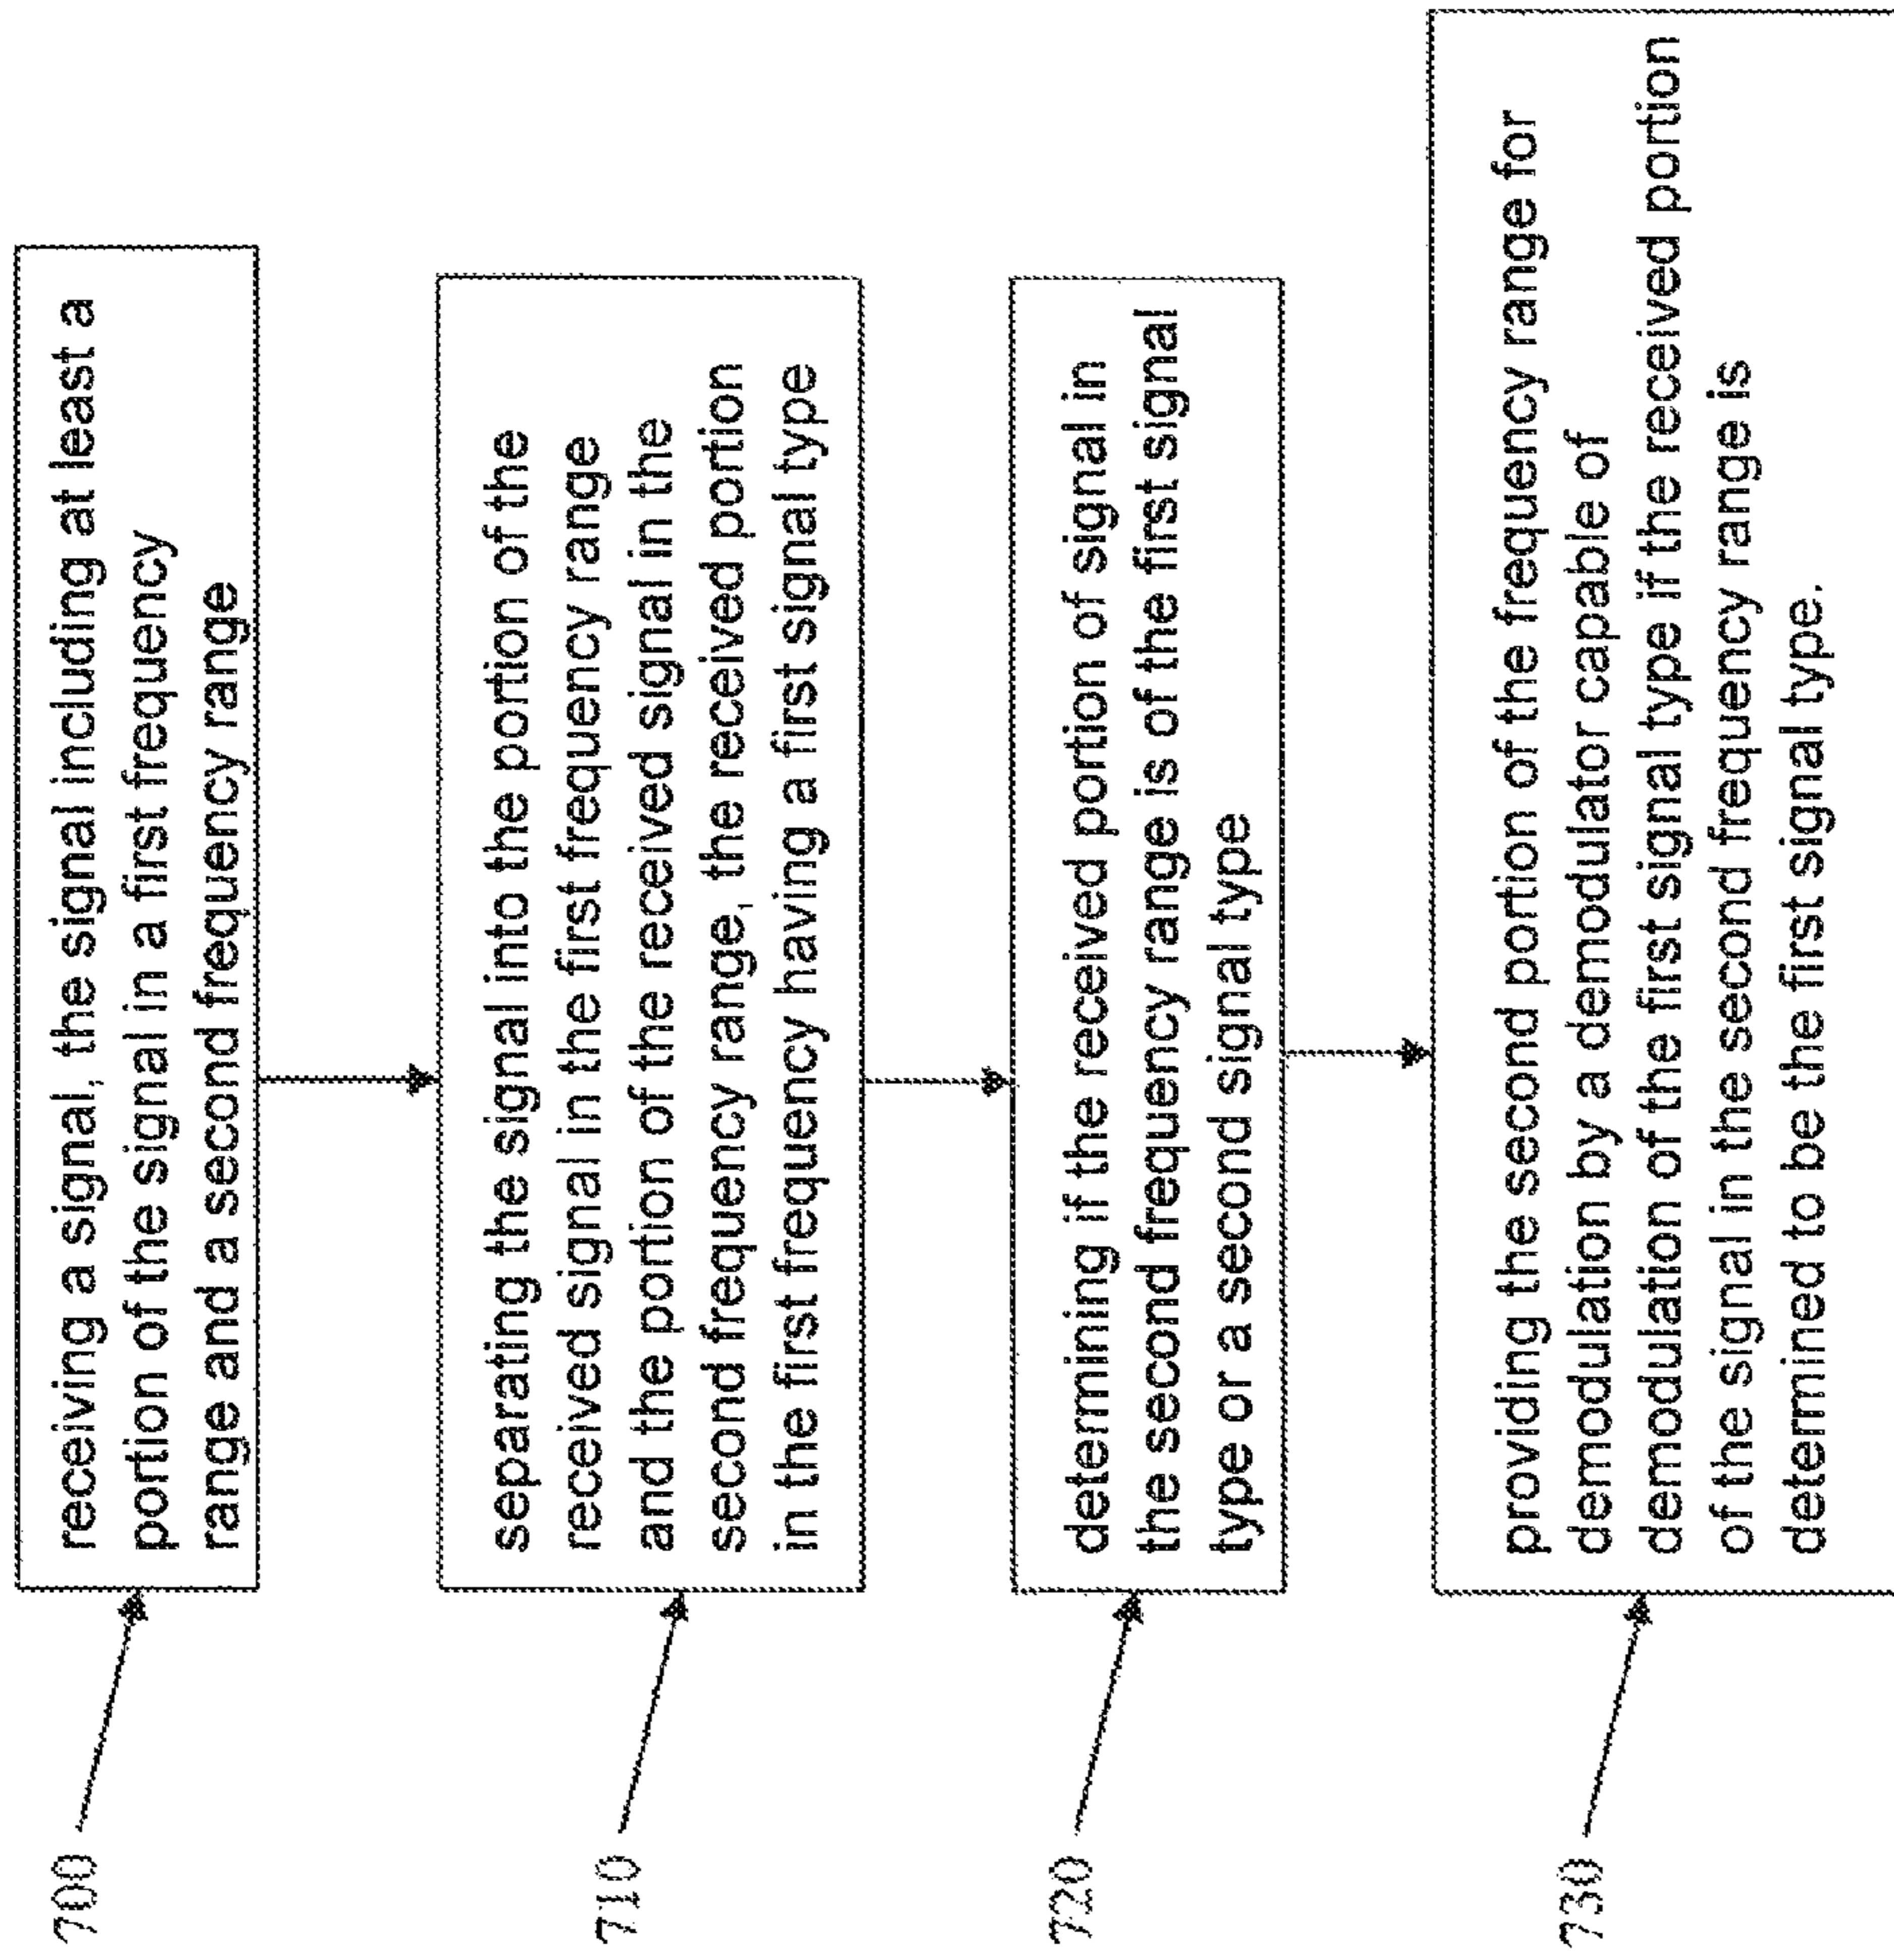 700
receiving a signal, the signal including at least a
portion of the signal in a first frequency
range and a second frequency range
710
separating the signal into the portion of the
received signal in the first frequency range
and the portion of the received signal in the
second frequency range, the received portion
in the first frequency having a first signal type
720
determining if the received portion of signal in
the second frequency range is of the first signal
type or a second signal type
730
providing the second portion of the frequency range for
demodulation by a demodulator capable of
demodulation of the first signal type if the received portion
of the signal in the second frequency range is
determined to be the first signal type.